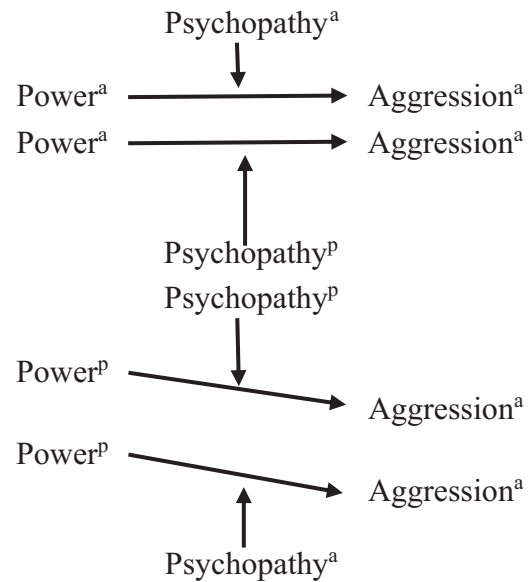 Psychopathyᵃ
Powerᵃ Aggressionᵃ
Powerᵃ Aggressionᵃ
Psychopathyᵖ
Psychopathyᵖ
Powerᵖ
Aggressionᵃ
Powerᵖ
Aggressionᵃ
Psychopathyᵃ